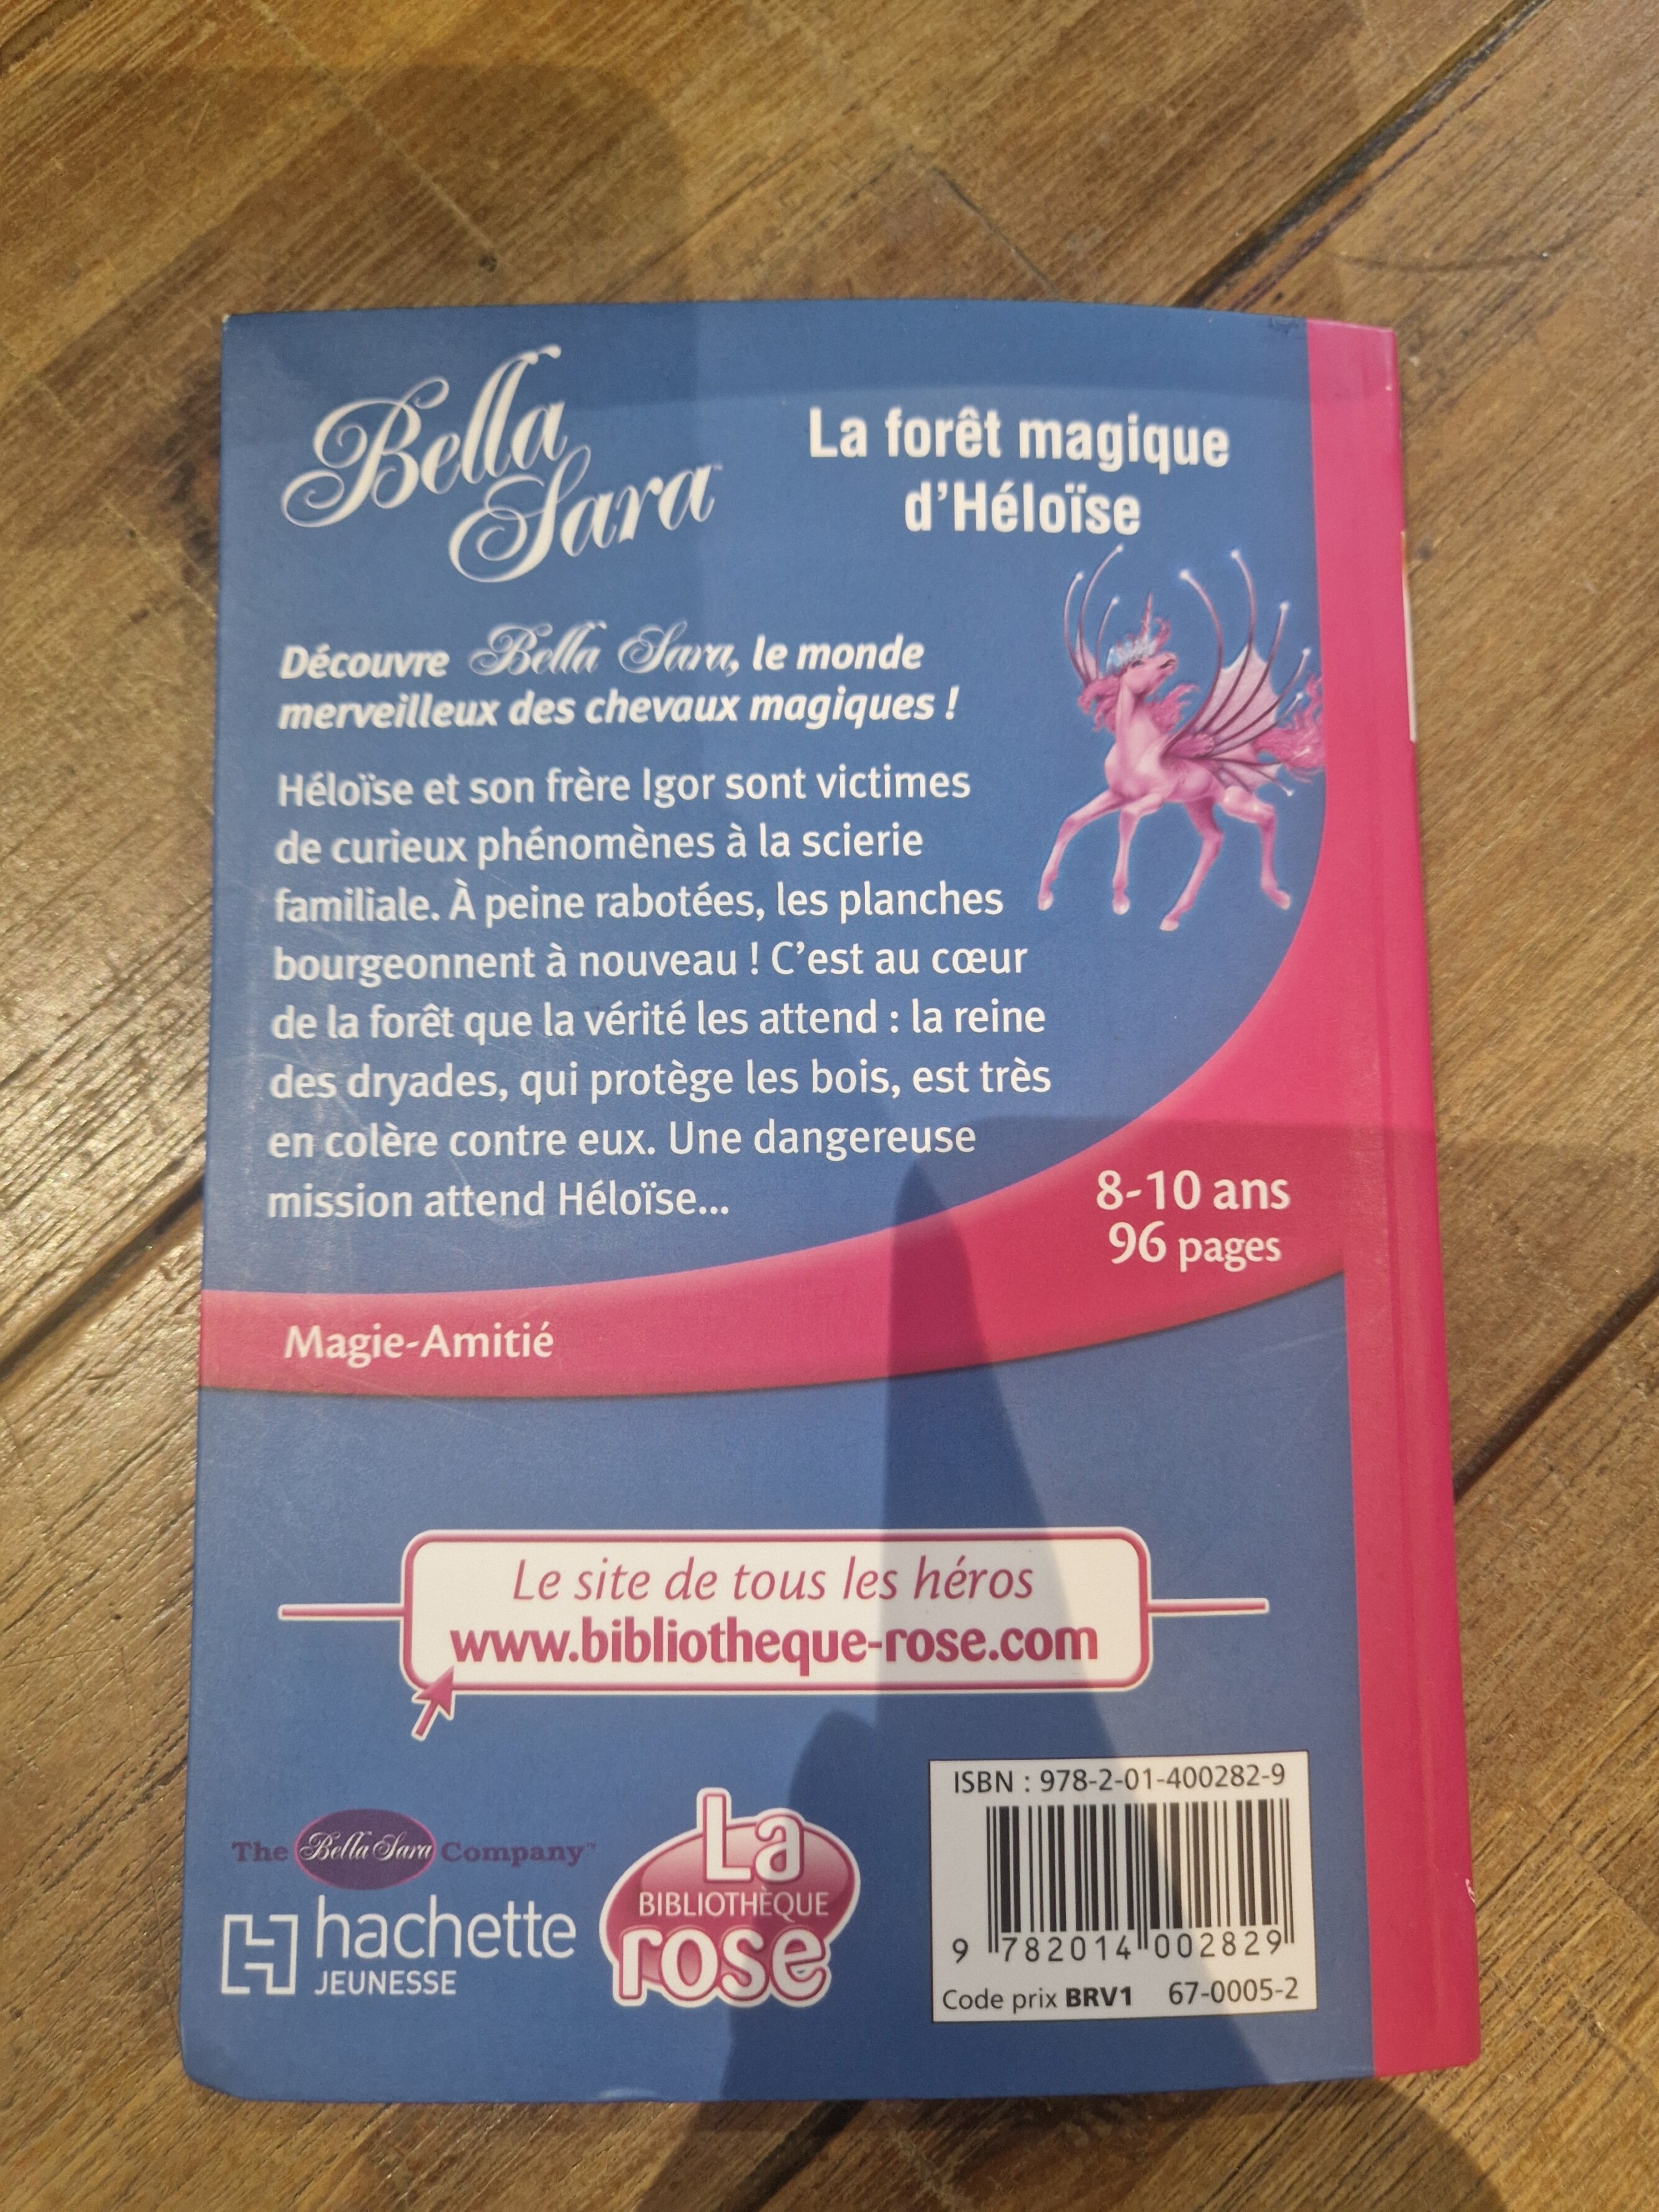 Bella
Sara™
La forêt magique
d'Héloïse
Découvre Bella Sara, le monde
merveilleux des chevaux magiques !
Héloïse et son frère Igor sont victimes
de curieux phénomènes à la scierie
familiale. À peine rabotées, les planches
bourgeonnent à nouveau ! C'est au cœur
de la forêt que la vérité les attend : la reine
des dryades, qui protège les bois, est très
en colère contre eux. Une dangereuse
mission attend Héloïse...
8-10 ans
96 pages
Magie-Amitié
Le site de tous les héros
www.bibliotheque-rose.com
The Bella Sara Company™
hachette
JEUNESSE
La
BIBLIOTHÈQUE
rose
ISBN : 978-2-01-400282-9
9 782014 002829
Code prix BRV1 67-0005-2